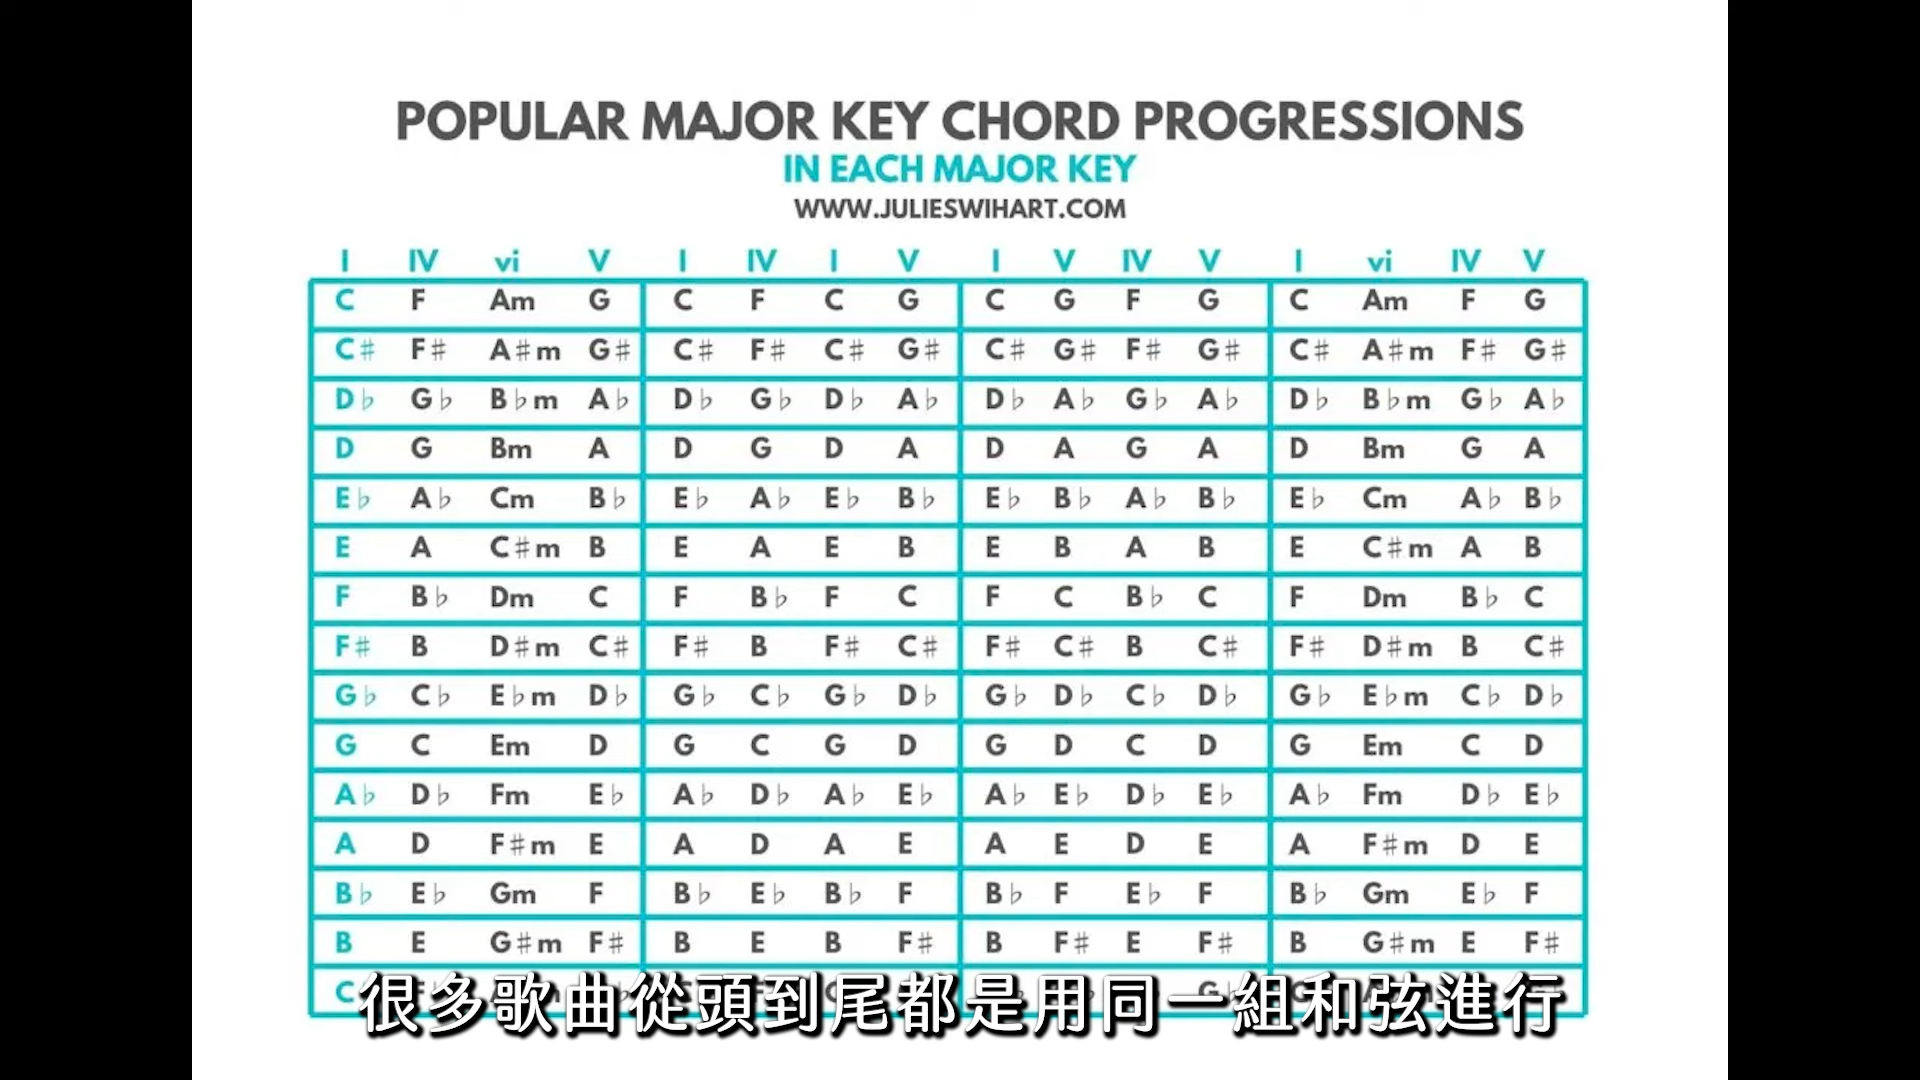 POPULAR MAJOR KEY CHORD PROGRESSIONS
IN EACH MAJOR KEY
WWW.JULIESWIHART.COM
I IV vi V I IV I V I V IV V I vi IV V
C F Am G C F C G C G F G C Am F G
C♯ F♯ A♯m G♯ C♯ F♯ C♯ G♯ C♯ G♯ F♯ G♯ C♯ A♯m F♯ G♯
D♭ G♭ B♭m A♭ D♭ G♭ D♭ A♭ D♭ A♭ G♭ A♭ D♭ B♭m G♭ A♭
D G Bm A D G D A D A G A D Bm G A
E♭ A♭ Cm B♭ E♭ A♭ E♭ B♭ E♭ B♭ A♭ B♭ E♭ Cm A♭ B♭
E A C♯m B E A E B E B A B E C♯m A B
F B♭ Dm C F B♭ F C F C B♭ C F Dm B♭ C
F♯ B D♯m C♯ F♯ B F♯ C♯ F♯ C♯ B C♯ F♯ D♯m B C♯
G♭ C♭ E♭m D♭ G♭ C♭ G♭ D♭ G♭ D♭ C♭ D♭ G♭ E♭m C♭ D♭
G C Em D G C G D G D C D G Em C D
A♭ D♭ Fm E♭ A♭ D♭ A♭ E♭ A♭ E♭ D♭ E♭ A♭ Fm D♭ E♭
A D F♯m E A D A E A E D E A F♯m D E
B♭ E♭ Gm F B♭ E♭ B♭ F B♭ F E♭ F B♭ Gm E♭ F
B E G♯m F♯ B E B F♯ B F♯ E F♯ B G♯m E F♯
很多歌曲從頭到尾都是用同一組和弦進行